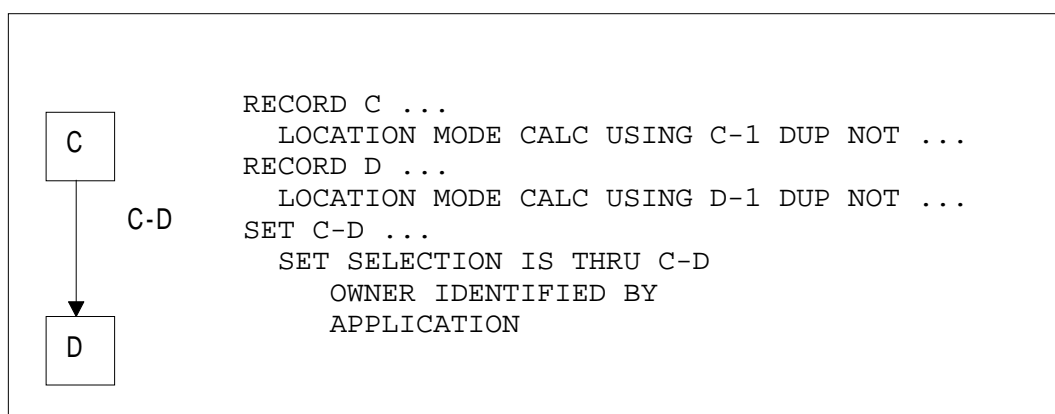 C
C-D
D
RECORD C ...
LOCATION MODE CALC USING C-1 DUP NOT ...
RECORD D ...
LOCATION MODE CALC USING D-1 DUP NOT ...
SET C-D ...
SET SELECTION IS THRU C-D
OWNER IDENTIFIED BY
APPLICATION